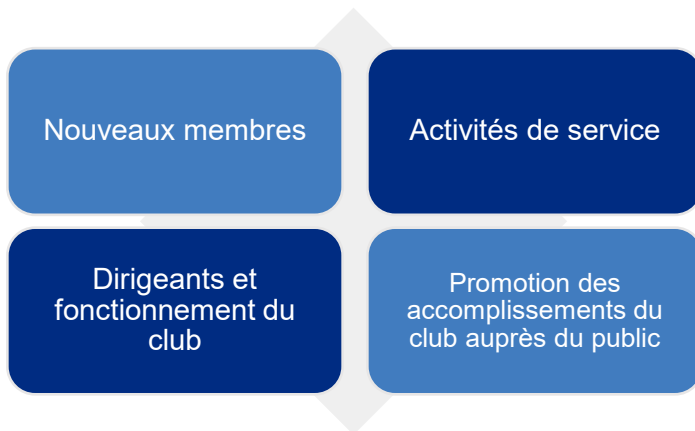 Nouveaux membres
Activités de service
Dirigeants et
fonctionnement du
club
Promotion des
accomplissements du
club auprès du public